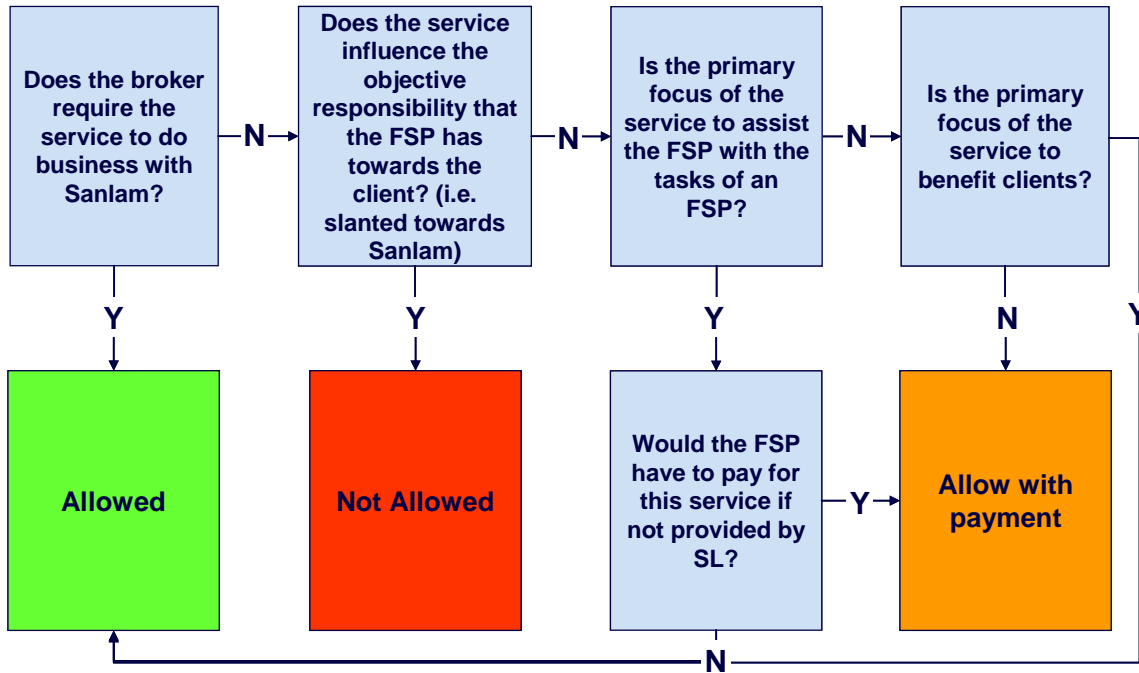 Does the broker
require the
service to do
business with
Sanlam?
N
Does the service
influence the
objective
responsibility that
the FSP has
towards the
client? (i.e.
slanted towards
Sanlam)
N
Is the primary
focus of the
service to assist
the FSP with the
tasks of an
FSP?
N
Is the primary
focus of the
service to
benefit clients?
Y
Y
Y
N
Y
Allowed
Not Allowed
Would the FSP
have to pay for
this service if
not provided by
SL?
Y
Allow with
payment
N